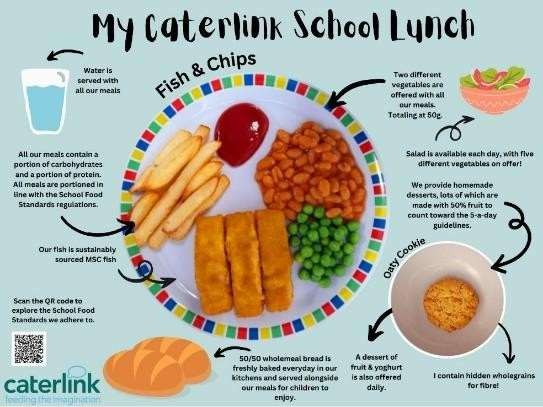 My Caterlink School Lunch
Fish & Chips
Water is
served with
all our meals
Two different
vegetables are
offered with all
our meals.
Totaling at 50g.
All our meals contain a
portion of carbohydrates
and a portion of protein.
All meals are portioned in
line with the School Food
Standards regulations.
Salad is available each day, with five
different vegetables on offer!
We provide homemade
desserts, lots of which are
made with 50% fruit to
count toward the 5-a-day
guidelines.
Our fish is sustainably
sourced MSC fish
Oaty Cookie
Scan the QR code to
explore the School Food
Standards we adhere to.
50/50 wholemeal bread is
freshly baked everyday in our
kitchens and served alongside
our meals for children to
enjoy.
A dessert of
fruit & yoghurt
is also offered
daily.
I contain hidden wholegrains
for fibre!
caterlink
feeding the imagination